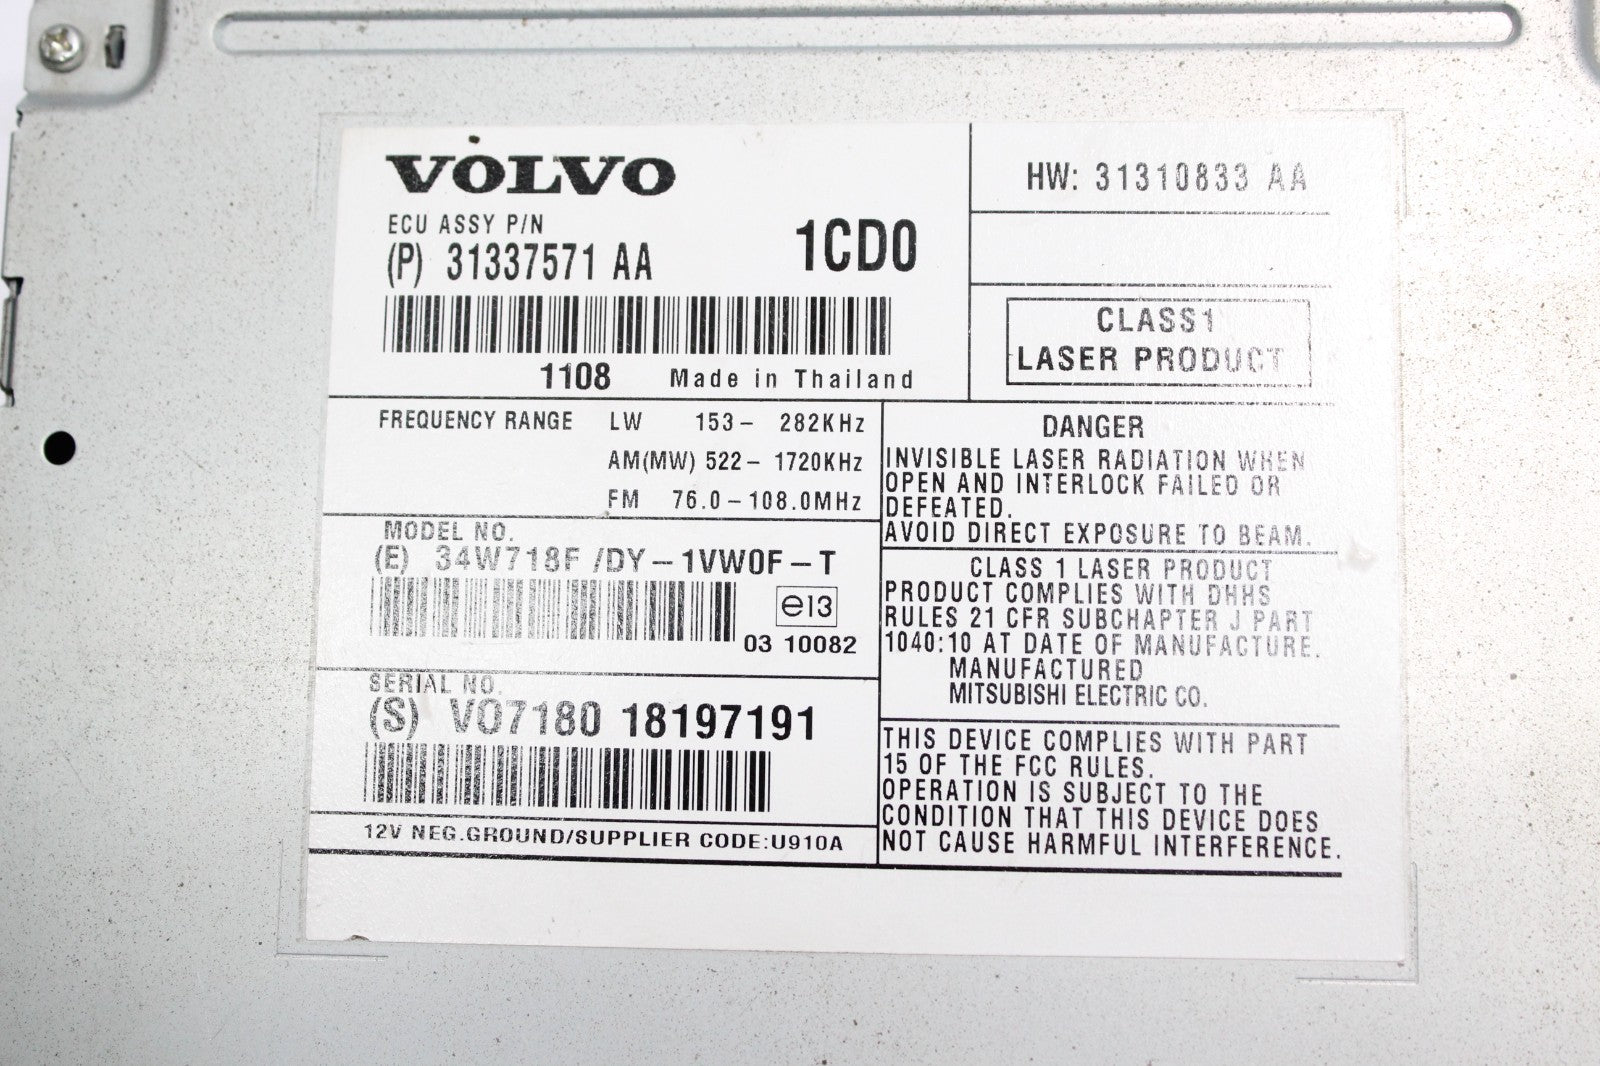 VOLVO
ECU ASSY P/N
(P) 31337571 AA
1CD0
1108 Made in Thailand
HW: 31310833 AA
CLASS1
LASER PRODUCT
FREQUENCY RANGE LW 153 - 282KHz
AM(MW) 522 - 1720KHz
FM 76.0 - 108.0MHz
MODEL NO.
(E) 34W718F /DY-1VW0F-T
e13
03 10082
SERIAL NO.
(S) VO7180 18197191
12V NEG.GROUND/SUPPLIER CODE:U910A
DANGER
INVISIBLE LASER RADIATION WHEN
OPEN AND INTERLOCK FAILED OR
DEFEATED.
AVOID DIRECT EXPOSURE TO BEAM.
CLASS 1 LASER PRODUCT
PRODUCT COMPLIES WITH DHHS
RULES 21 CFR SUBCHAPTER J PART
1040:10 AT DATE OF MANUFACTURE.
MANUFACTURED
MITSUBISHI ELECTRIC CO.
THIS DEVICE COMPLIES WITH PART
15 OF THE FCC RULES.
OPERATION IS SUBJECT TO THE
CONDITION THAT THIS DEVICE DOES
NOT CAUSE HARMFUL INTERFERENCE.